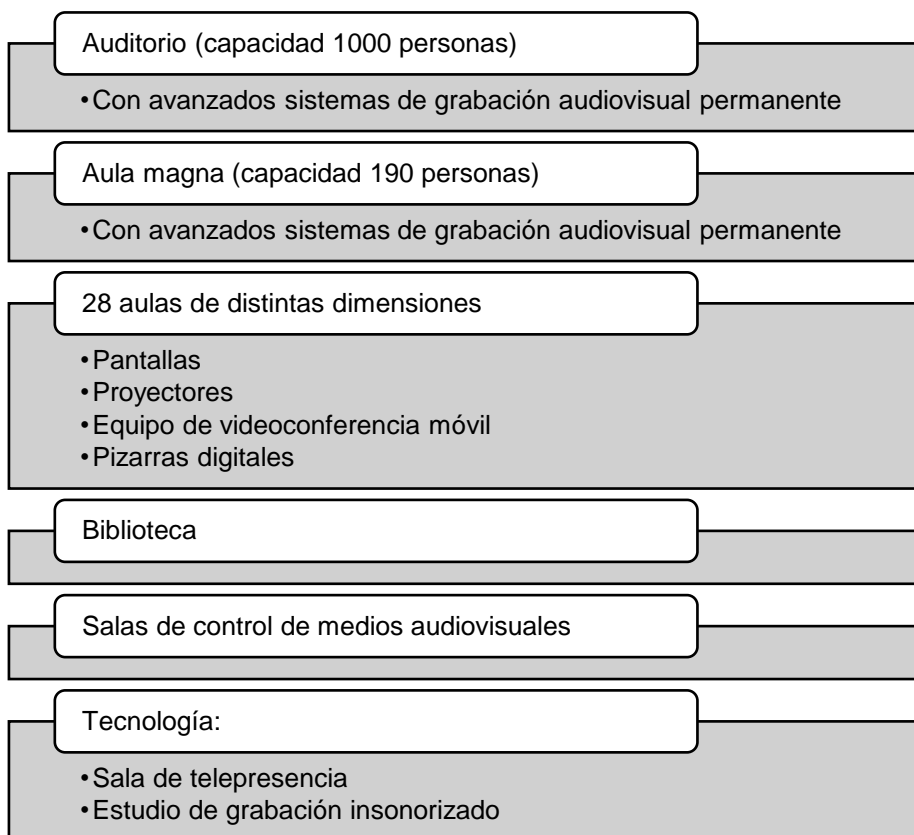 Auditorio (capacidad 1000 personas)
•Con avanzados sistemas de grabación audiovisual permanente
Aula magna (capacidad 190 personas)
•Con avanzados sistemas de grabación audiovisual permanente
28 aulas de distintas dimensiones
•Pantallas
•Proyectores
•Equipo de videoconferencia móvil
•Pizarras digitales
Biblioteca
Salas de control de medios audiovisuales
Tecnología:
•Sala de telepresencia
•Estudio de grabación insonorizado